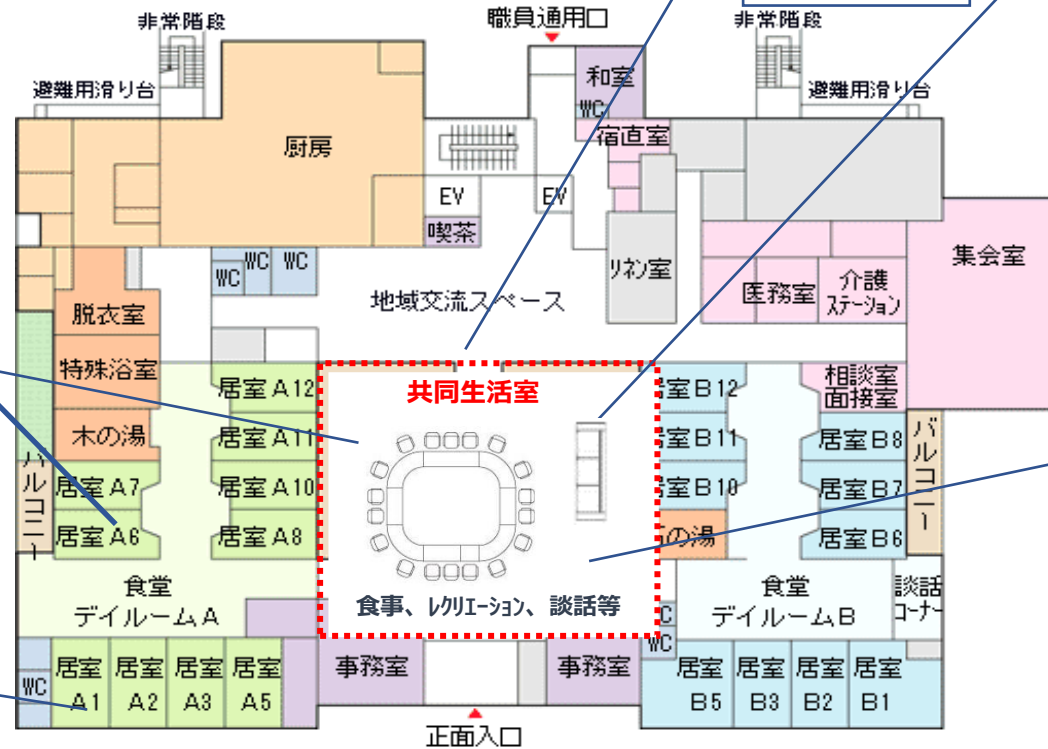 職員通用口
非常階段
非常階段
避難用滑り台
避難用滑り台
和室
WC
宿直室
厨房
EV
EV
喫茶
WC
WC
WC
リネン室
地域交流スペース
医務室
介護
ステーション
集会室
脱衣室
特殊浴室
木の湯
居室A12
居室A11
居室A10
居室A8
居室A7
居室A6
バルコニー
共同生活室
食事、レクリエーション、談話等
室B12
室B11
室B10
の湯
相談室
面接室
居室B8
居室B7
居室B6
バルコニー
食堂
デイルームA
食堂
デイルームB
談話
コーナー
C
WC
WC
居室
A1
居室
A2
居室
A3
居室
A5
事務室
事務室
居室
B5
居室
B3
居室
B2
居室
B1
正面入口